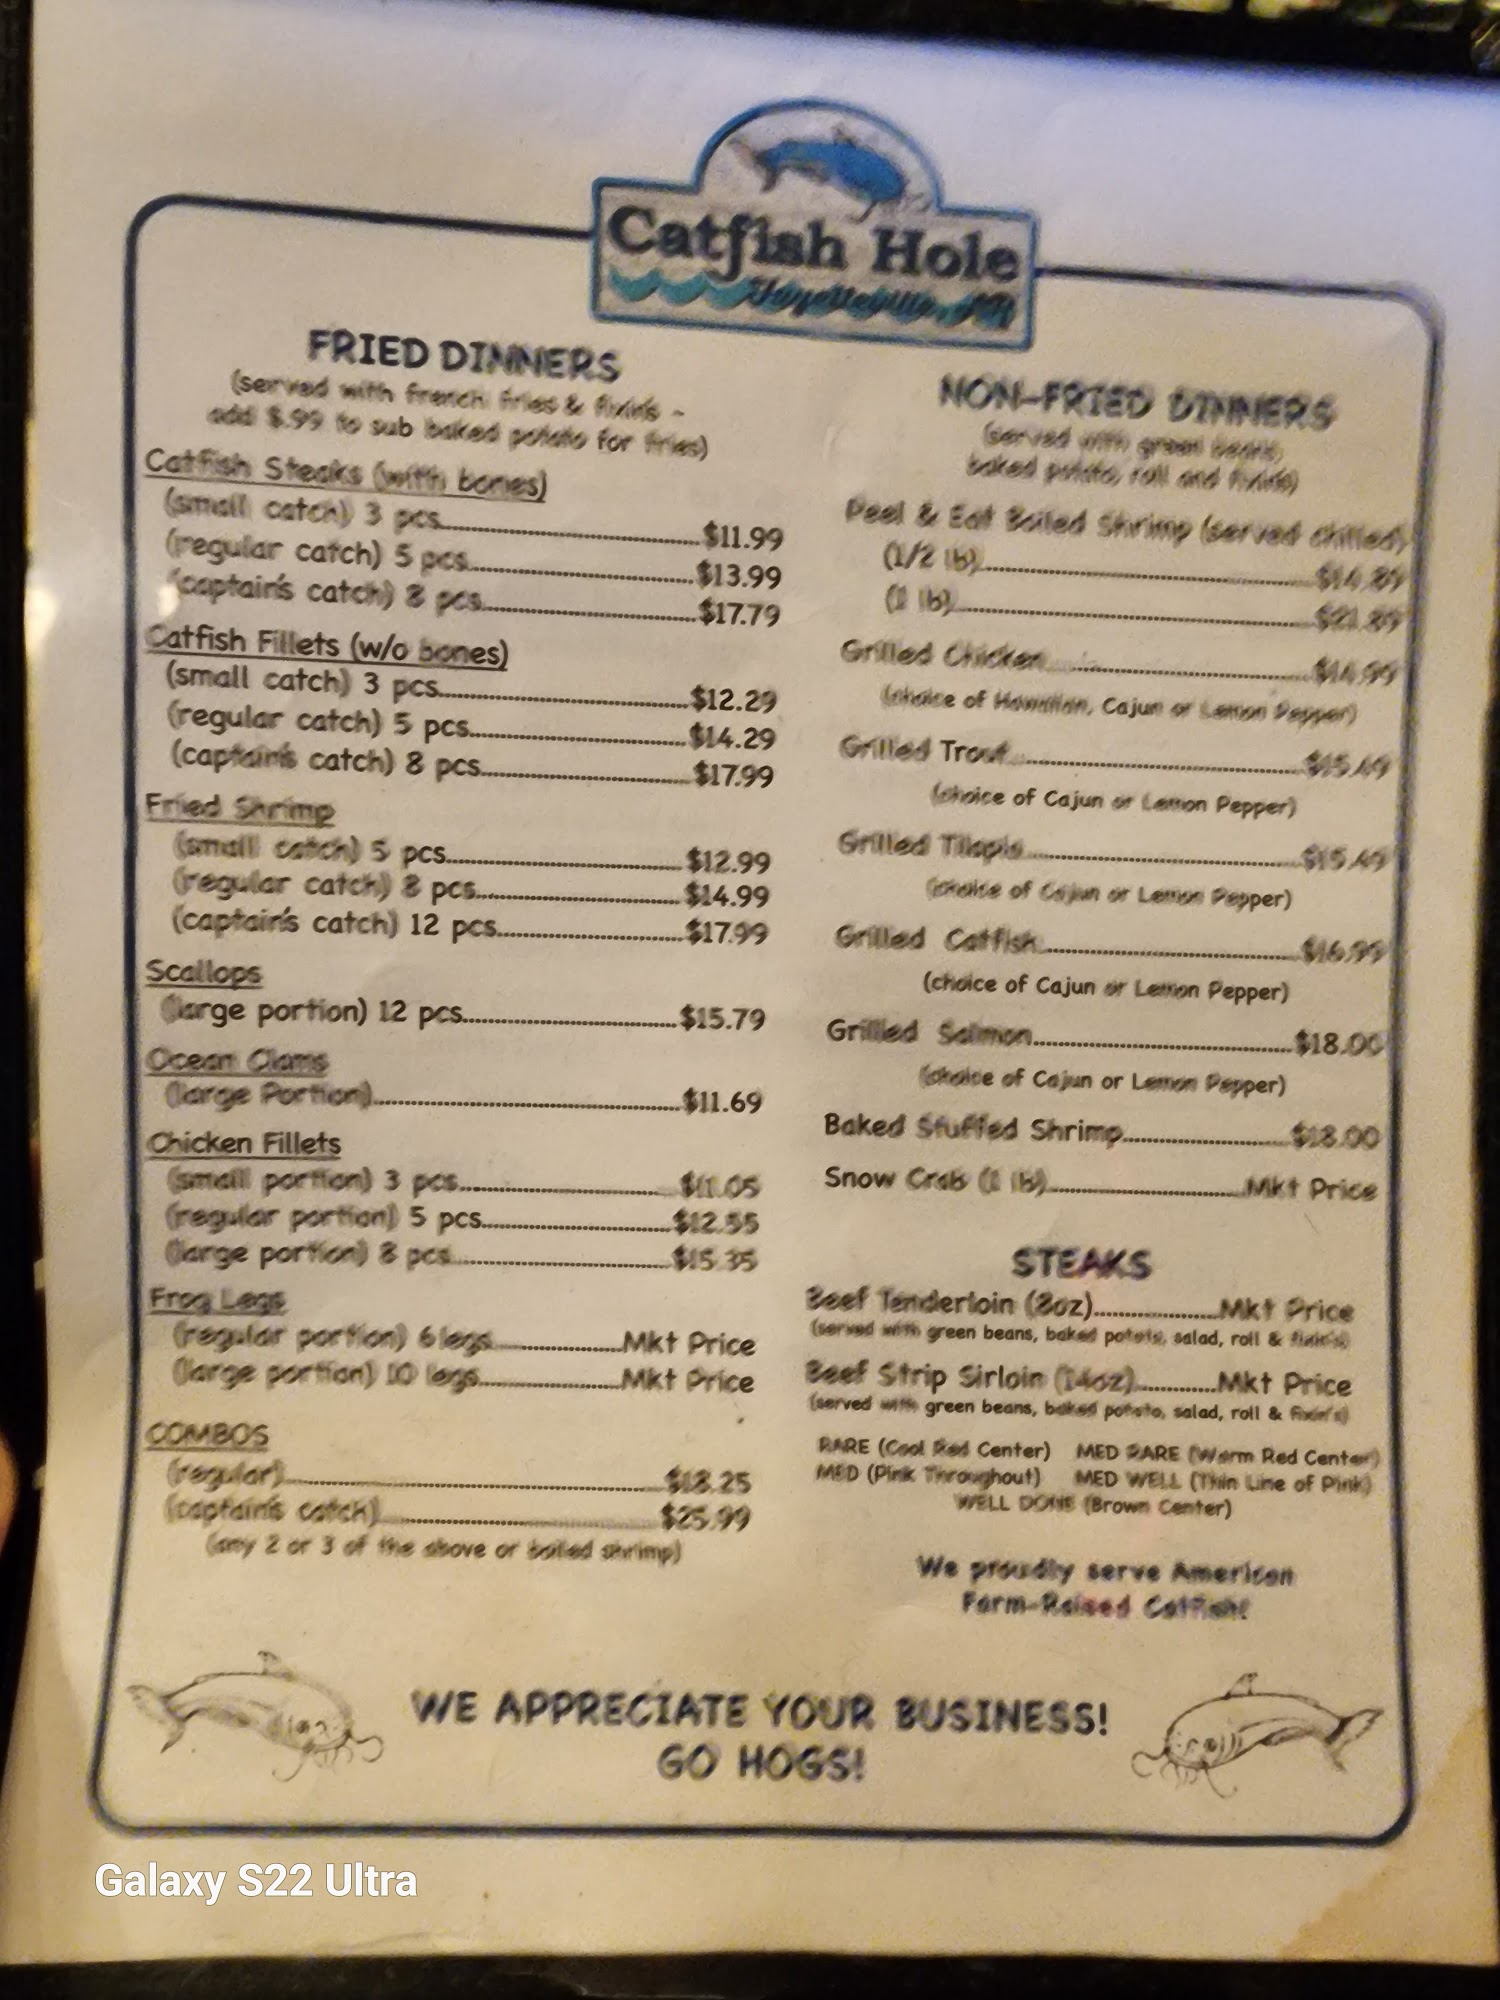 Catfish Hole
Fayetteville, AR
FRIED DINNERS
(served with french fries & fixin's -
add $.99 to sub baked potato for fries)
Catfish Steaks (with bones)
(small catch) 3 pcs...$11.99
(regular catch) 5 pcs...$13.99
(captain's catch) 8 pcs...$17.79
Catfish Fillets (w/o bones)
(small catch) 3 pcs...$12.29
(regular catch) 5 pcs...$14.29
(captain's catch) 8 pcs...$17.99
Fried Shrimp
(small catch) 5 pcs...$12.99
(regular catch) 8 pcs...$14.99
(captain's catch) 12 pcs...$17.99
Scallops
(large portion) 12 pcs...$15.79
Ocean Clams
(large Portion)...$11.69
Chicken Fillets
(small portion) 3 pcs...$11.05
(regular portion) 5 pcs...$12.55
(large portion) 8 pcs...$15.35
Frog Legs
(regular portion) 6 legs...Mkt Price
(large portion) 10 legs...Mkt Price
COMBOS
(regular)...$18.25
(captain's catch)...$25.99
(any 2 or 3 of the above or boiled shrimp)
NON-FRIED DINNERS
(served with green beans,
baked potato, roll and fixin's)
Peel & Eat Boiled Shrimp (served chilled)
(1/2 lb)...$14.89
(1 lb)...$21.89
Grilled Chicken...$14.99
(choice of Hawaiian, Cajun or Lemon Pepper)
Grilled Trout...$15.49
(choice of Cajun or Lemon Pepper)
Grilled Tilapia...$15.49
(choice of Cajun or Lemon Pepper)
Grilled Catfish...$16.99
(choice of Cajun or Lemon Pepper)
Grilled Salmon...$18.00
(choice of Cajun or Lemon Pepper)
Baked Stuffed Shrimp...$18.00
Snow Crab (1 lb)...Mkt Price
STEAKS
Beef Tenderloin (8oz)...Mkt Price
(served with green beans, baked potato, salad, roll & fixin's)
Beef Strip Sirloin (14oz)...Mkt Price
(served with green beans, baked potato, salad, roll & fixin's)
RARE (Cool Red Center) MED RARE (Warm Red Center)
MED (Pink Throughout) MED WELL (Thin Line of Pink)
WELL DONE (Brown Center)
We proudly serve American
Farm-Raised Catfish!
WE APPRECIATE YOUR BUSINESS!
GO HOGS!
Galaxy S22 Ultra